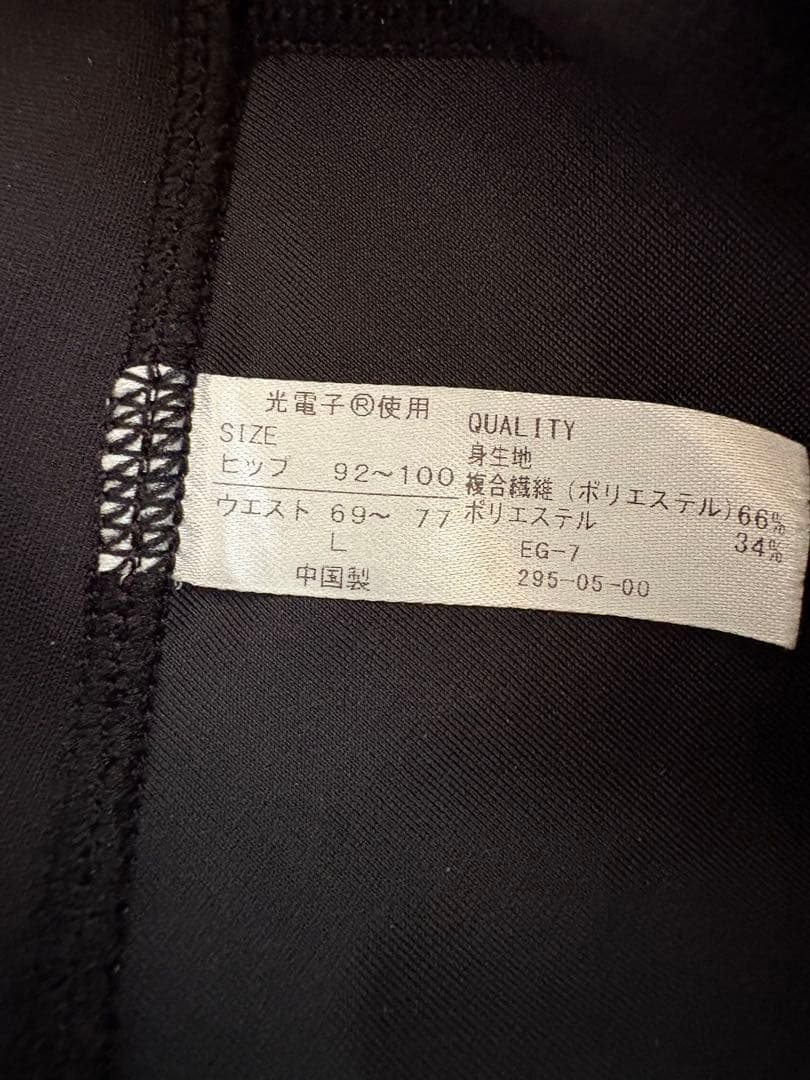 光電子®使用
SIZE
ヒップ 92～100
ウエスト 69～ 77
L
中国製
QUALITY
身生地
複合繊維 (ポリエステル)66%
ポリエステル 34%
EG-7
295-05-00